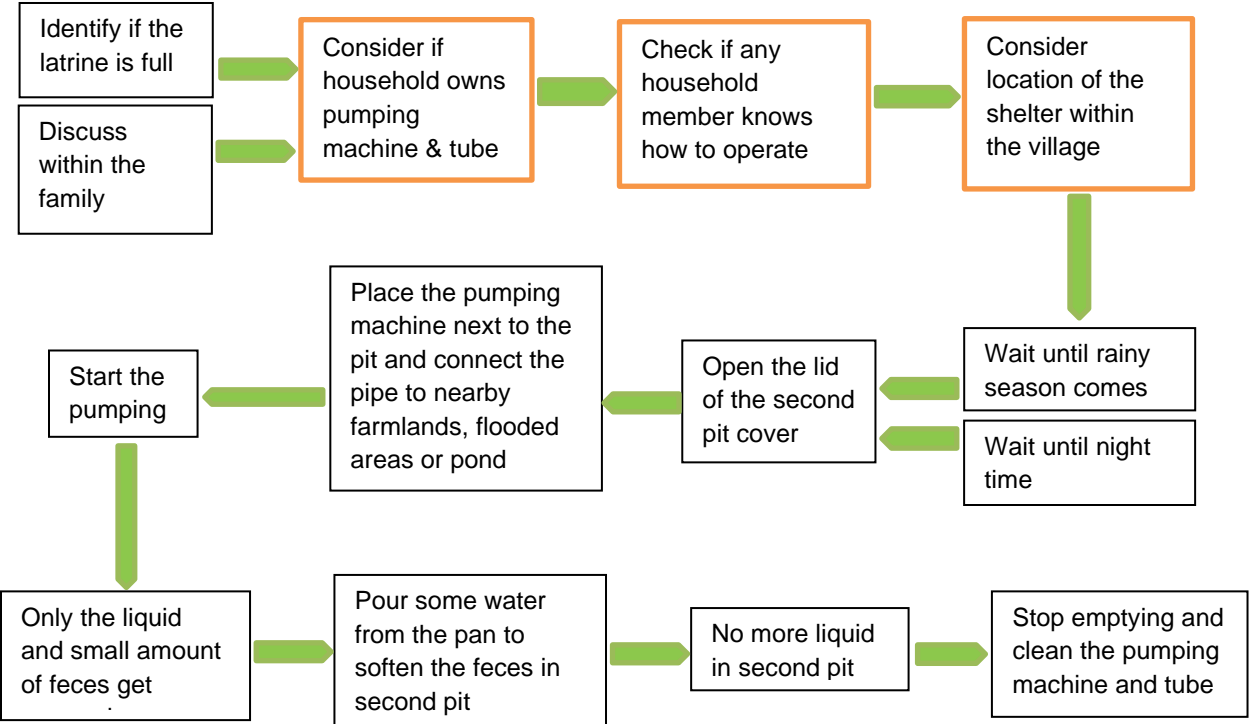 Identify if the
latrine is full
Discuss
within the
family
Consider if
household owns
pumping
machine & tube
Check if any
household
member knows
how to operate
Consider
location of the
shelter within
the village
Wait until rainy
season comes
Wait until night
time
Open the lid
of the second
pit cover
Place the pumping
machine next to the
pit and connect the
pipe to nearby
farmlands, flooded
areas or pond
Start the
pumping
Only the liquid
and small amount
of feces get
Pour some water
from the pan to
soften the feces in
second pit
No more liquid
in second pit
Stop emptying and
clean the pumping
machine and tube